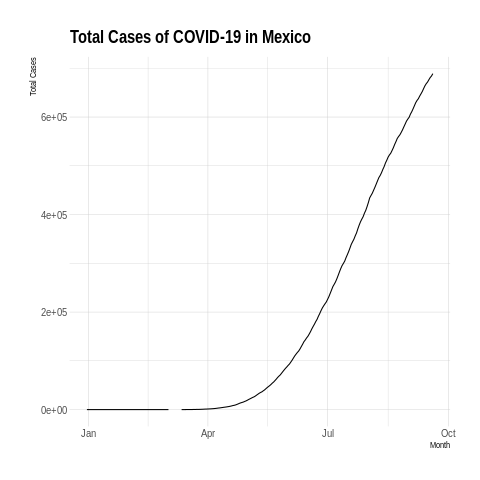 Total Cases of COVID-19 in Mexico
Total Cases
6e+05
4e+05
2e+05
0e+00
Jan Apr Jul Oct
Month